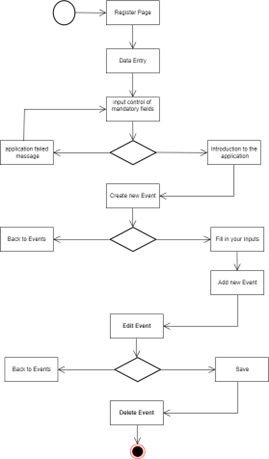 Register Page
Data Entry
input control of
mandatory fields
application failed
message
introduction to the
application
Create new Event
Back to Events
Fill in your Inputs
Add new Event
Edit Event
Back to Events
Save
Delete Event